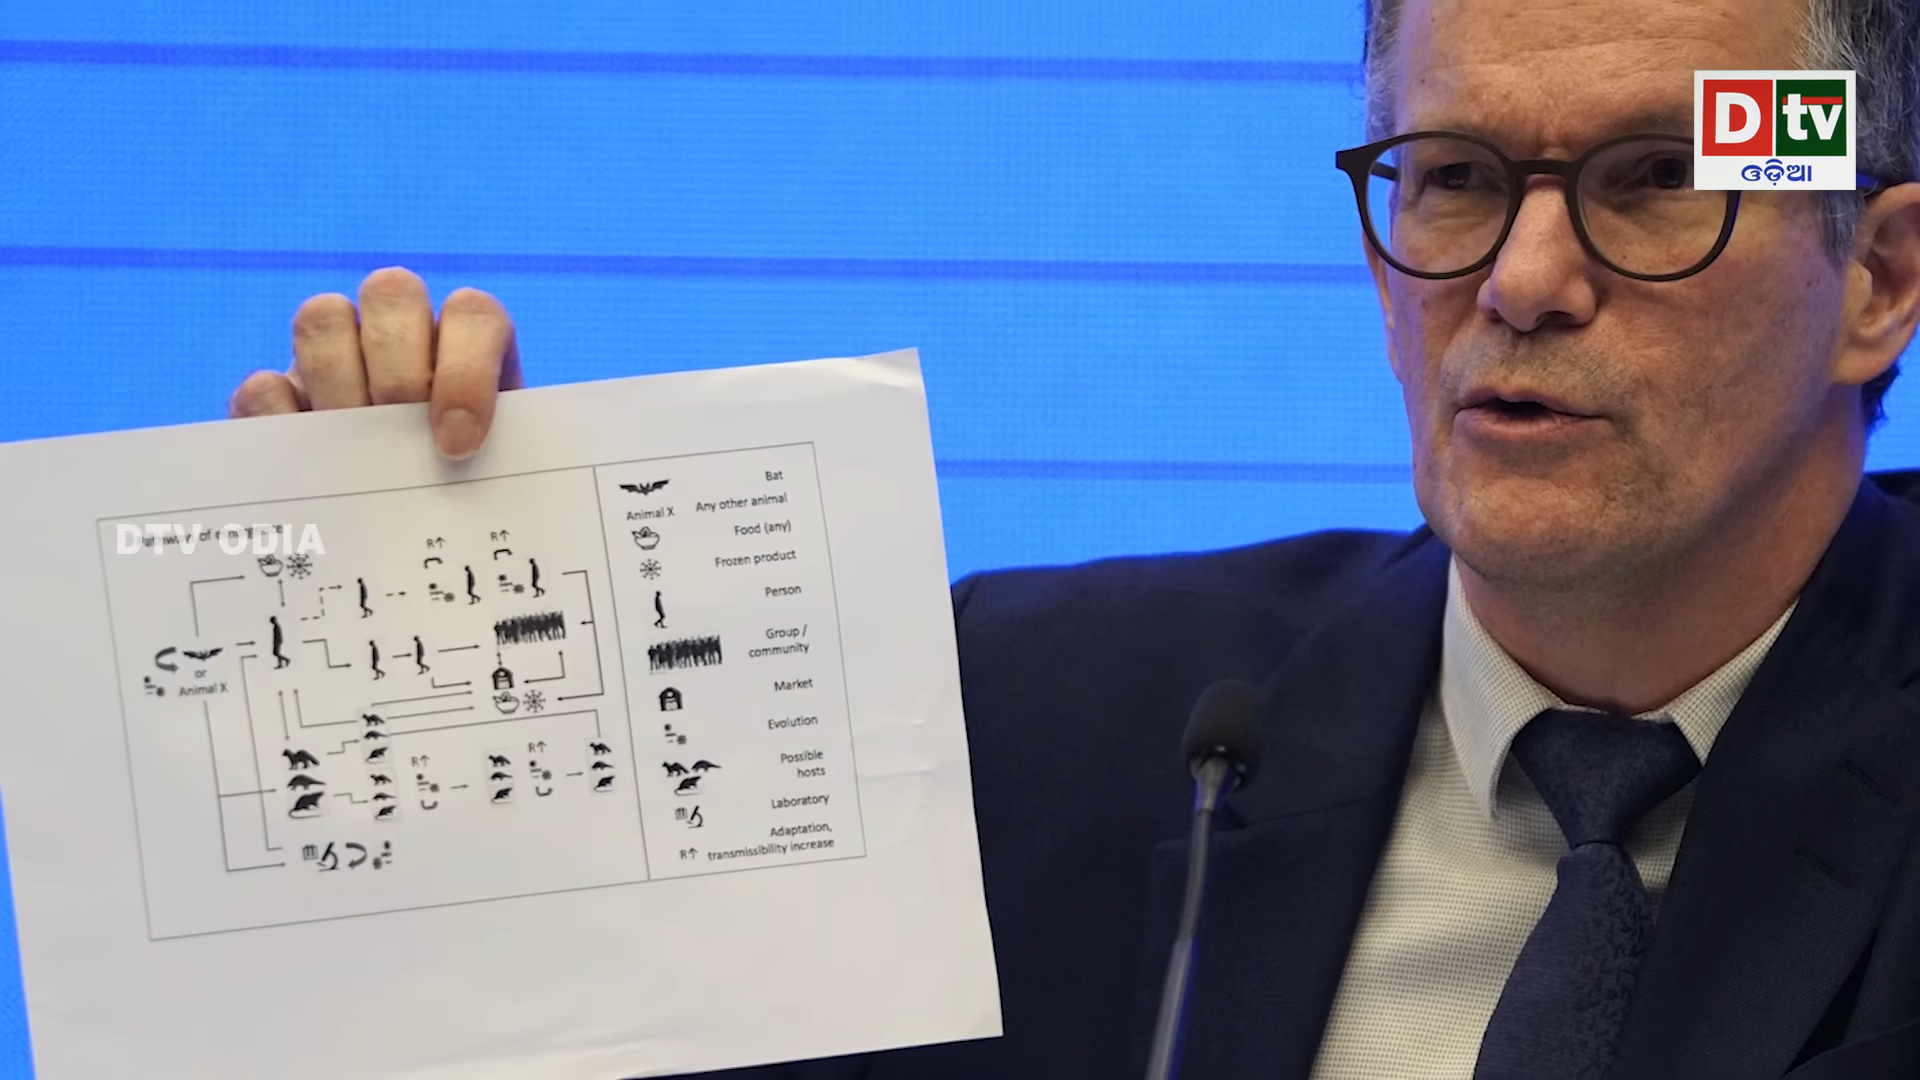 D tv
ଓଡ଼ିଆ
DTV ODIA
R↑
R↑
or
Animal X
R↑
R↑
Bat
Animal X Any other animal
Food (any)
Frozen product
Person
Group /
community
Market
Evolution
Possible
hosts
Laboratory
Adaptation,
R↑ transmissibility increase